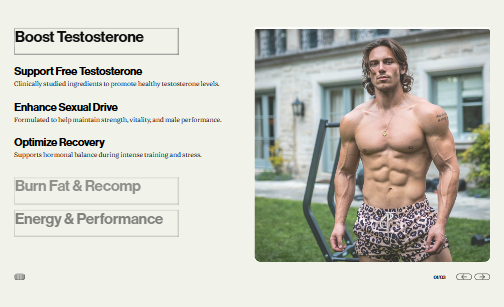 Boost Testosterone
Support Free Testosterone
Clinically studied ingredients to promote healthy testosterone levels.
Enhance Sexual Drive
Formulated to help maintain strength, vitality, and male performance.
Optimize Recovery
Supports hormonal balance during intense training and stress.
Burn Fat & Recomp
Energy & Performance
01/03